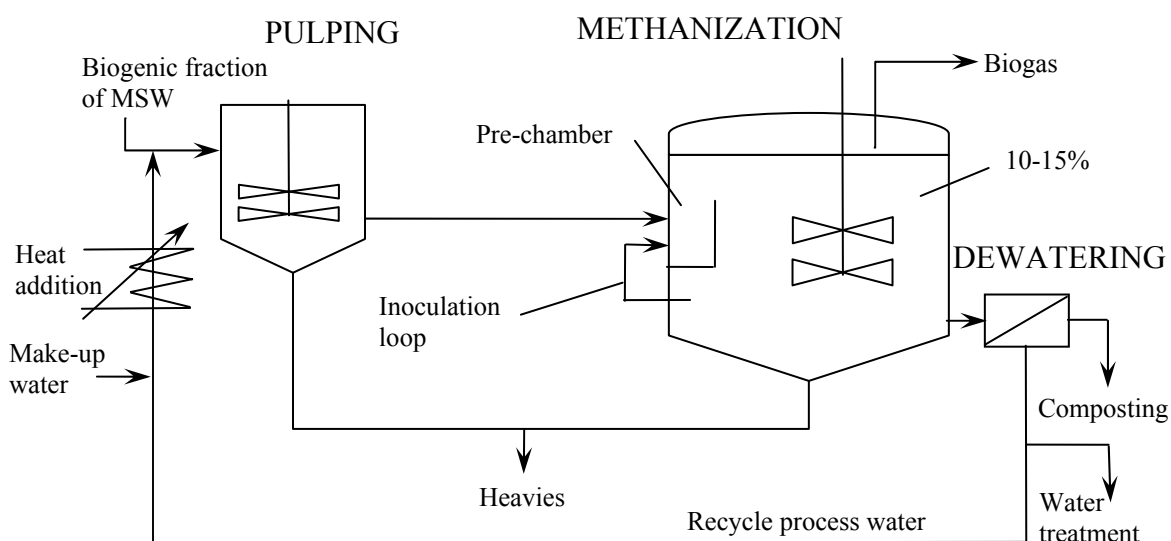 PULPING
METHANIZATION
Biogenic fraction
of MSW
Biogas
Pre-chamber
10-15%
Heat
addition
DEWATERING
Inoculation
loop
Make-up
water
Composting
Heavies
Recycle process water
Water
treatment